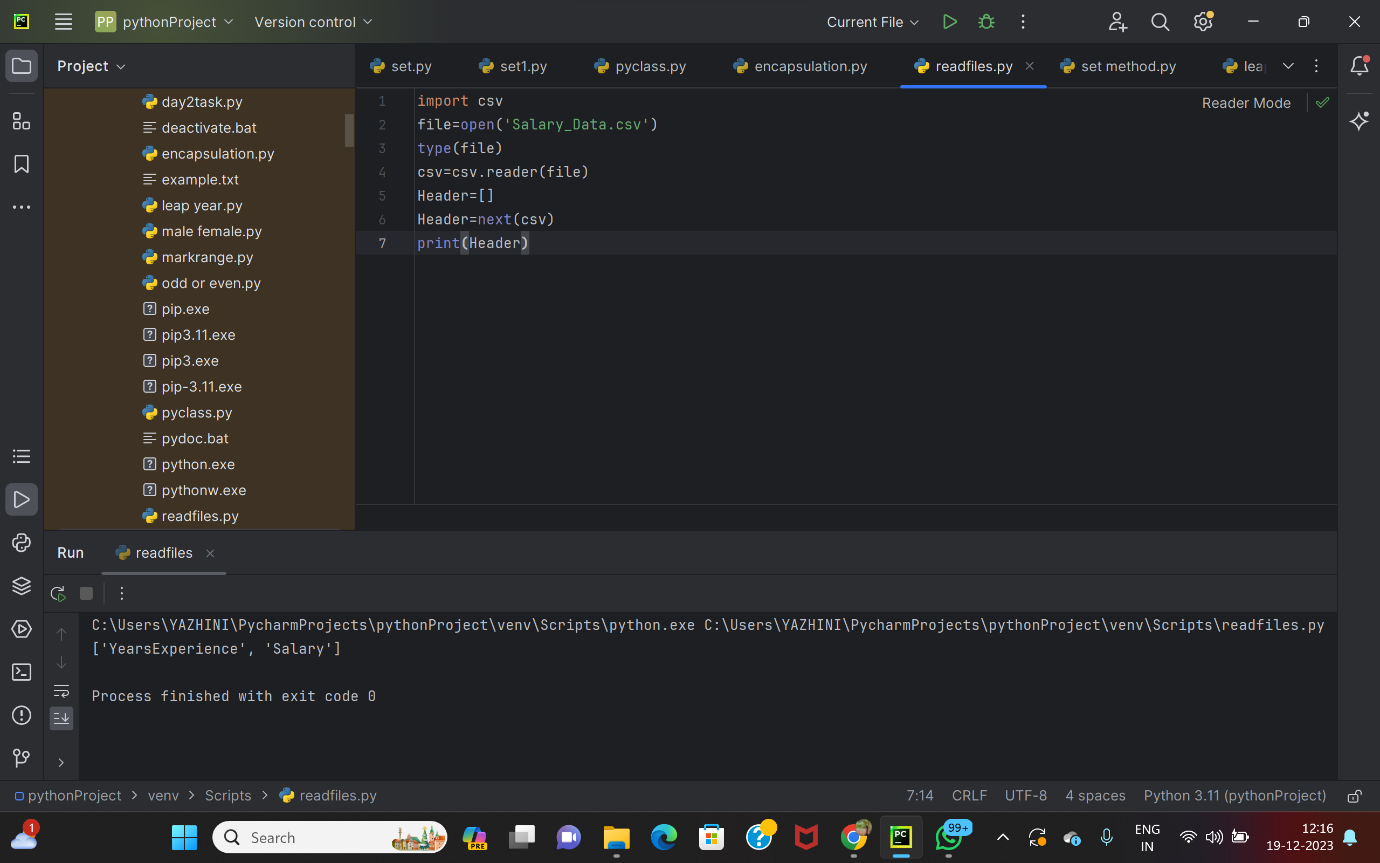 PC PP pythonProject Version control Current File
Project
set.py set1.py pyclass.py encapsulation.py readfiles.py set method.py
day2task.py
deactivate.bat
encapsulation.py
example.txt
leap year.py
male female.py
markrange.py
odd or even.py
pip.exe
pip3.11.exe
pip3.exe
pip-3.11.exe
pyclass.py
pydoc.bat
python.exe
pythonw.exe
readfiles.py
Reader Mode
1 import csv
2 file=open('Salary_Data.csv')
3 type(file)
4 csv=csv.reader(file)
5 Header=[]
6 Header=next(csv)
7 print(Header)
Run readfiles
C:\Users\YAZHINI\PycharmProjects\pythonProject\venv\Scripts\python.exe C:\Users\YAZHINI\PycharmProjects\pythonProject\venv\Scripts\readfiles.py
['YearsExperience', 'Salary']
Process finished with exit code 0
pythonProject > venv > Scripts > readfiles.py 7:14 CRLF UTF-8 4 spaces Python 3.11 (pythonProject)
1 Search PRE PC 99+ ENG 12:16
IN 19-12-2023